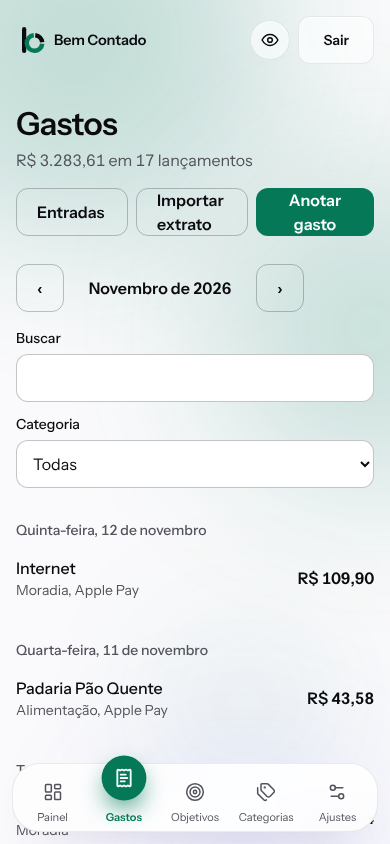 Bem Contado
Sair
Gastos
R$ 3.283,61 em 17 lançamentos
Entradas
Importar
extrato
Anotar
gasto
‹
Novembro de 2026
›
Buscar
Categoria
Todas
Quinta-feira, 12 de novembro
Internet
R$ 109,90
Moradia, Apple Pay
Quarta-feira, 11 de novembro
Padaria Pão Quente
R$ 43,58
Alimentação, Apple Pay
Painel
Gastos
Objetivos
Categorias
Ajustes
Moradia